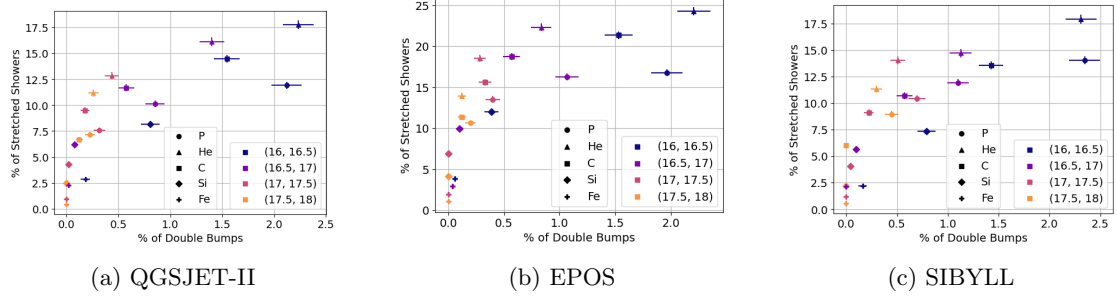 % of Stretched Showers
17.5
15.0
12.5
10.0
7.5
5.0
2.5
0.0
P
He
C
Si
Fe
(16, 16.5)
(16.5, 17)
(17, 17.5)
(17.5, 18)
0.0 0.5 1.0 1.5 2.0 2.5
% of Double Bumps
(a) QGSJET-II
% of Stretched Showers
25
20
15
10
5
0
P
He
C
Si
Fe
(16, 16.5)
(16.5, 17)
(17, 17.5)
(17.5, 18)
0.0 0.5 1.0 1.5 2.0
% of Double Bumps
(b) EPOS
% of Stretched Showers
17.5
15.0
12.5
10.0
7.5
5.0
2.5
0.0
P
He
C
Si
Fe
(16, 16.5)
(16.5, 17)
(17, 17.5)
(17.5, 18)
0.0 0.5 1.0 1.5 2.0 2.5
% of Double Bumps
(c) SIBYLL